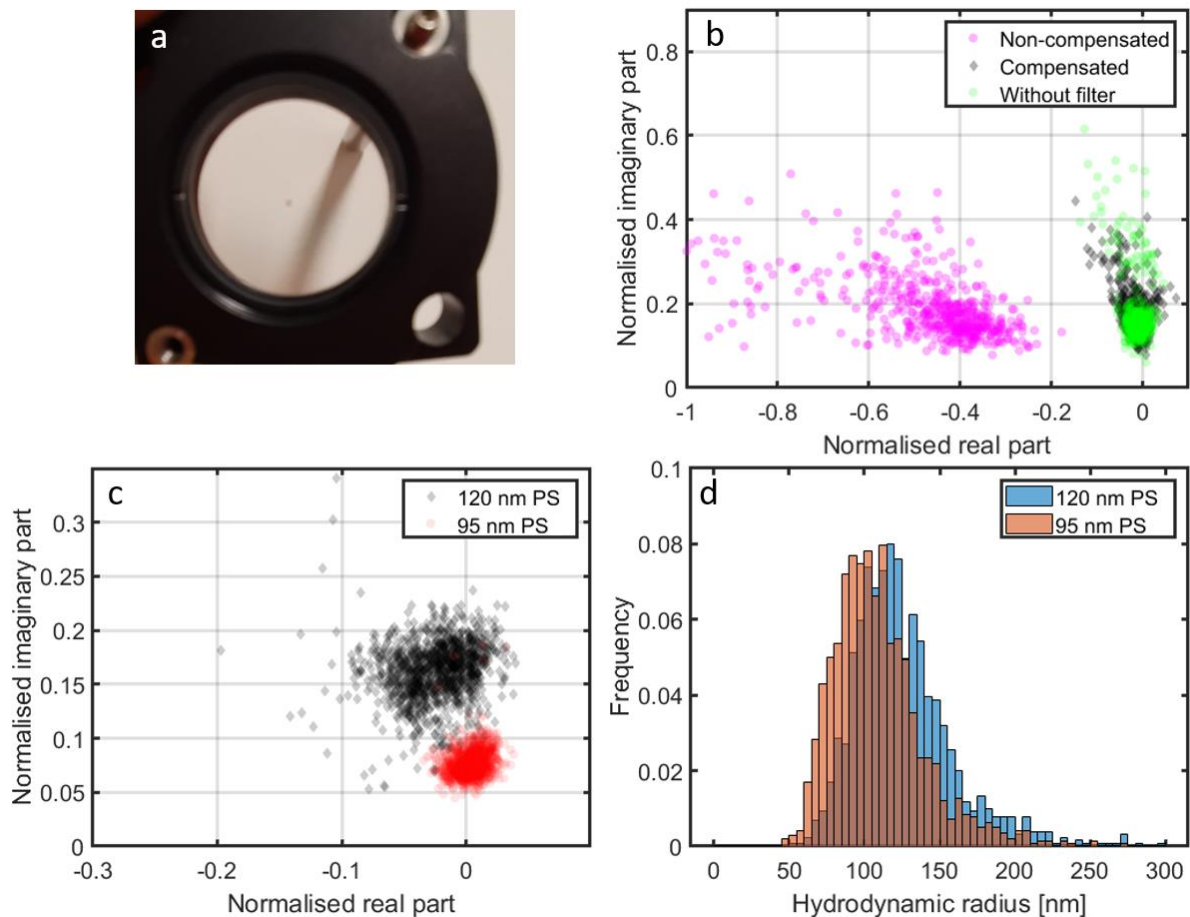 a
b
Non-compensated
Compensated
Without filter
Normalised imaginary part
0.8
0.6
0.4
0.2
0
-1 -0.8 -0.6 -0.4 -0.2 0
Normalised real part
c
120 nm PS
95 nm PS
Normalised imaginary part
0.3
0.25
0.2
0.15
0.1
0.05
0
-0.3 -0.2 -0.1 0
Normalised real part
d
120 nm PS
95 nm PS
Frequency
0.1
0.08
0.06
0.04
0.02
0
0 50 100 150 200 250 300
Hydrodynamic radius [nm]